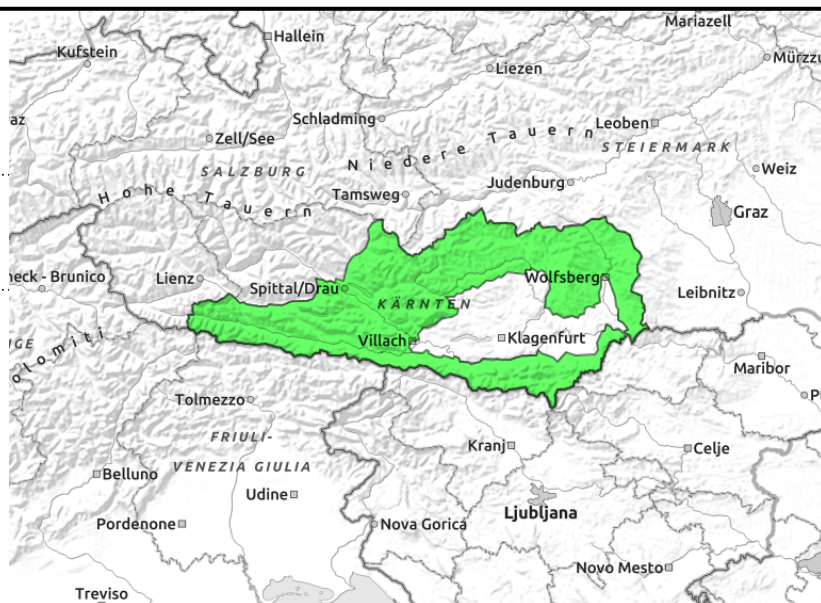 Mariazell
Hallein
Kufstein
Mürzzu
Liezen
Schladming
Leoben
Zell/See
Niedere Tauern
STEIERMARK
SALZBURG
Weiz
Hohe Tauern
Tamsweg
Judenburg
Graz
neck - Brunico
Lienz
Spittal/Drau
KÄRNTEN
Wolfsberg
Leibnitz
Villach
Klagenfurt
olomiti
Maribor
Tolmezzo
FRIULI-
VENEZIA GIULIA
Kranj
Celje
Belluno
Udine
Ljubljana
Pordenone
Nova Gorica
Novo Mesto
Treviso